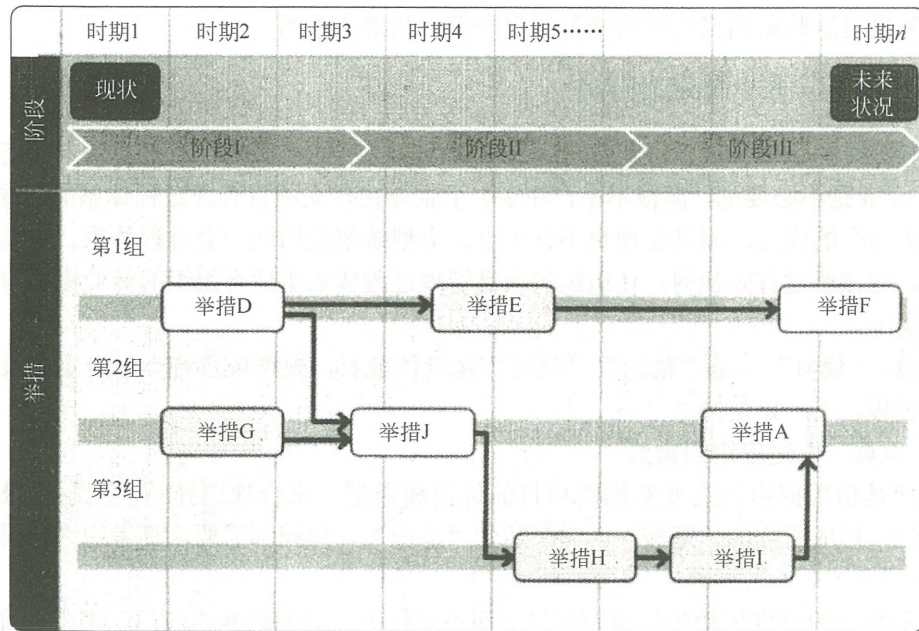 时期1 时期2 时期3 时期4 时期5…… 时期n
阶段
现状
未来
状况
阶段I 阶段II 阶段III
举措
第1组
举措D 举措E 举措F
第2组
举措G 举措J 举措A
第3组
举措H 举措I